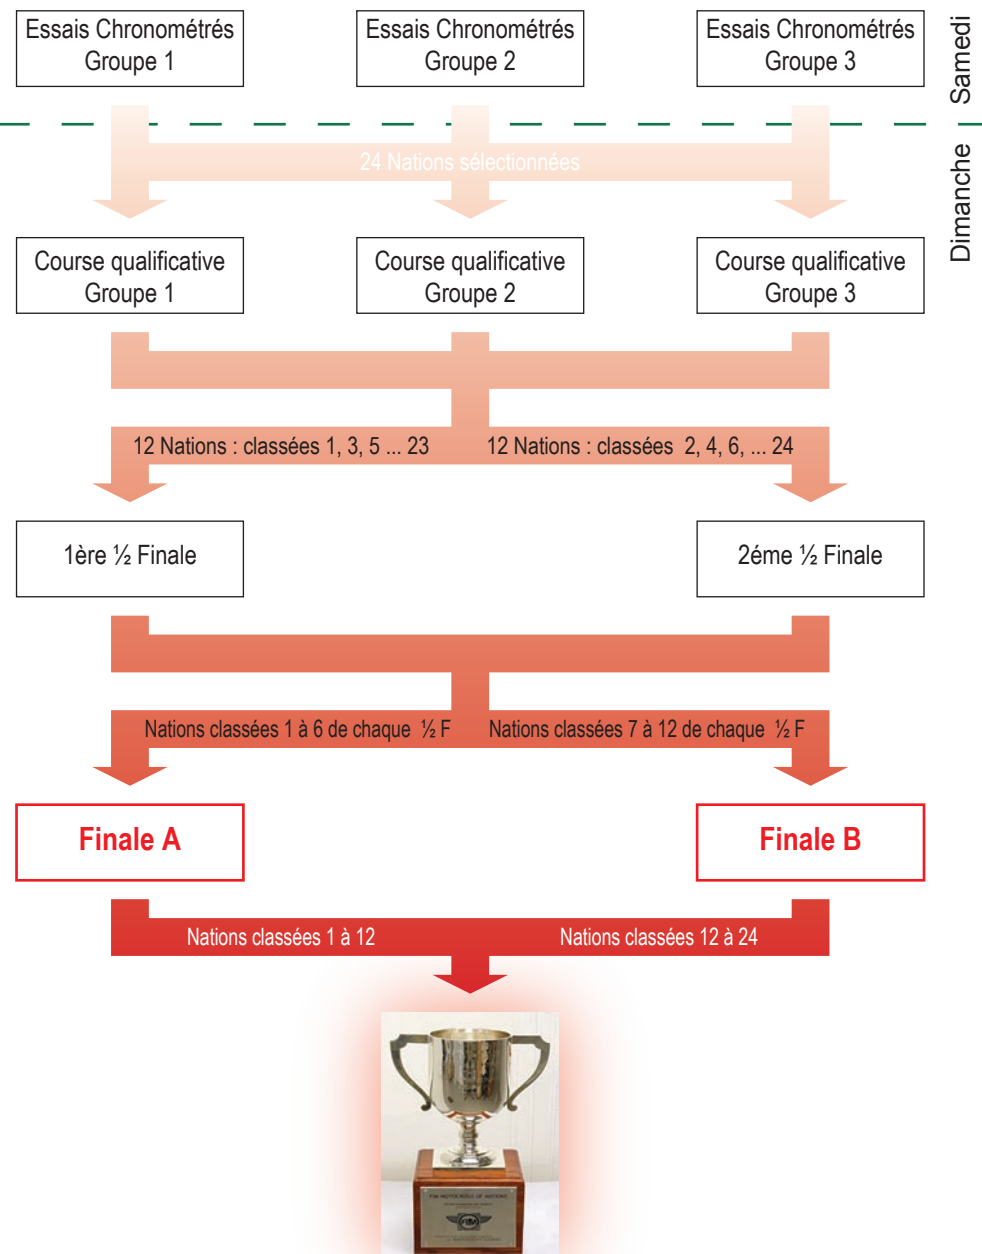 Essais Chronométrés
Groupe 1
Essais Chronométrés
Groupe 2
Essais Chronométrés
Groupe 3
Samedi
24 Nations sélectionnées
Dimanche
Course qualificative
Groupe 1
Course qualificative
Groupe 2
Course qualificative
Groupe 3
12 Nations : classées 1, 3, 5 ... 23
12 Nations : classées 2, 4, 6, ... 24
1ère ½ Finale
2éme ½ Finale
Nations classées 1 à 6 de chaque ½ F
Nations classées 7 à 12 de chaque ½ F
Finale A
Finale B
Nations classées 1 à 12
Nations classées 12 à 24
FIM MOTOCROSS OF NATIONS